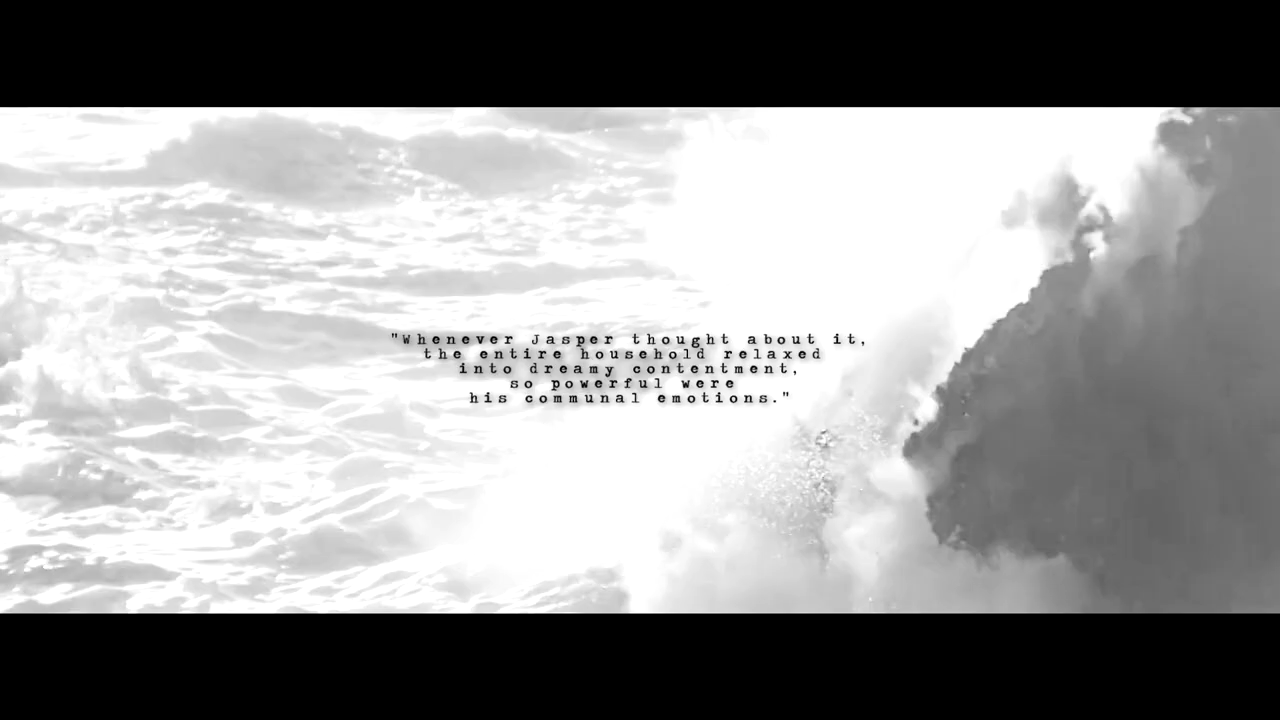 "Whenever Jasper thought about it,
the entire household relaxed
into dreamy contentment,
so powerful were
his communal emotions."